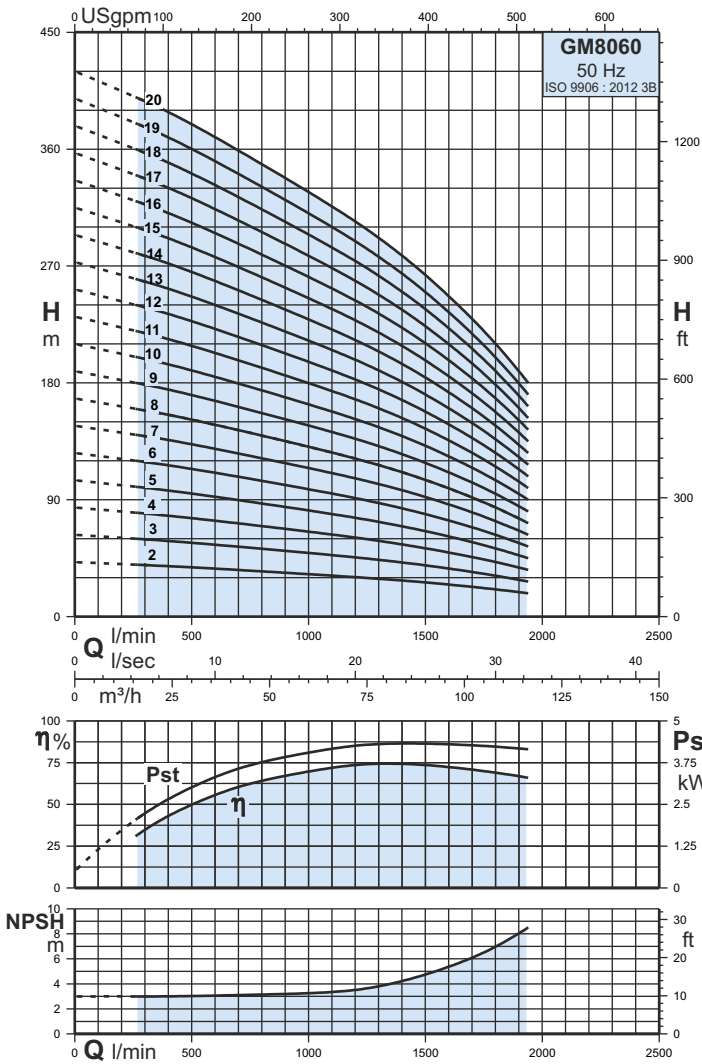 0 USgpm 100 200 300 400 500 600
450
GM8060
50 Hz
ISO 9906 : 2012 3B
20
19
18
17
16
15
14
13
12
11
10
9
8
7
6
5
4
3
2
360
270
H
m
180
90
0
1200
900
H
ft
600
300
0
0 500 1000 1500 2000 2500
Q l/min
l/sec
0 10 20 30 40
0 m³/h 25 50 75 100 125 150
100
η%
75
50
25
0
Pst
η
5
Ps
3.75
kW
2.5
1.25
0
10
NPSH
m
8
6
4
2
0
30
ft
20
10
0
0 Q l/min 500 1000 1500 2000 2500